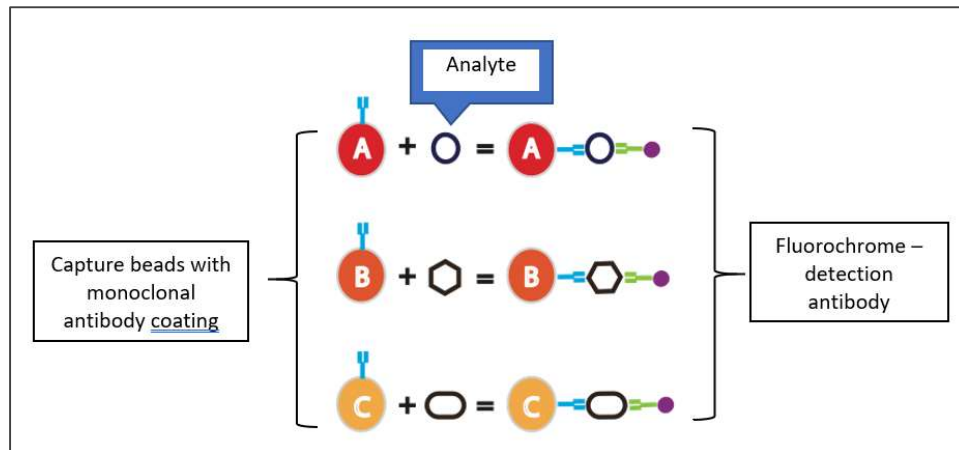 Analyte
A + = A
B + = B
C + = C
Capture beads with
monoclonal
antibody coating
Fluorochrome –
detection
antibody